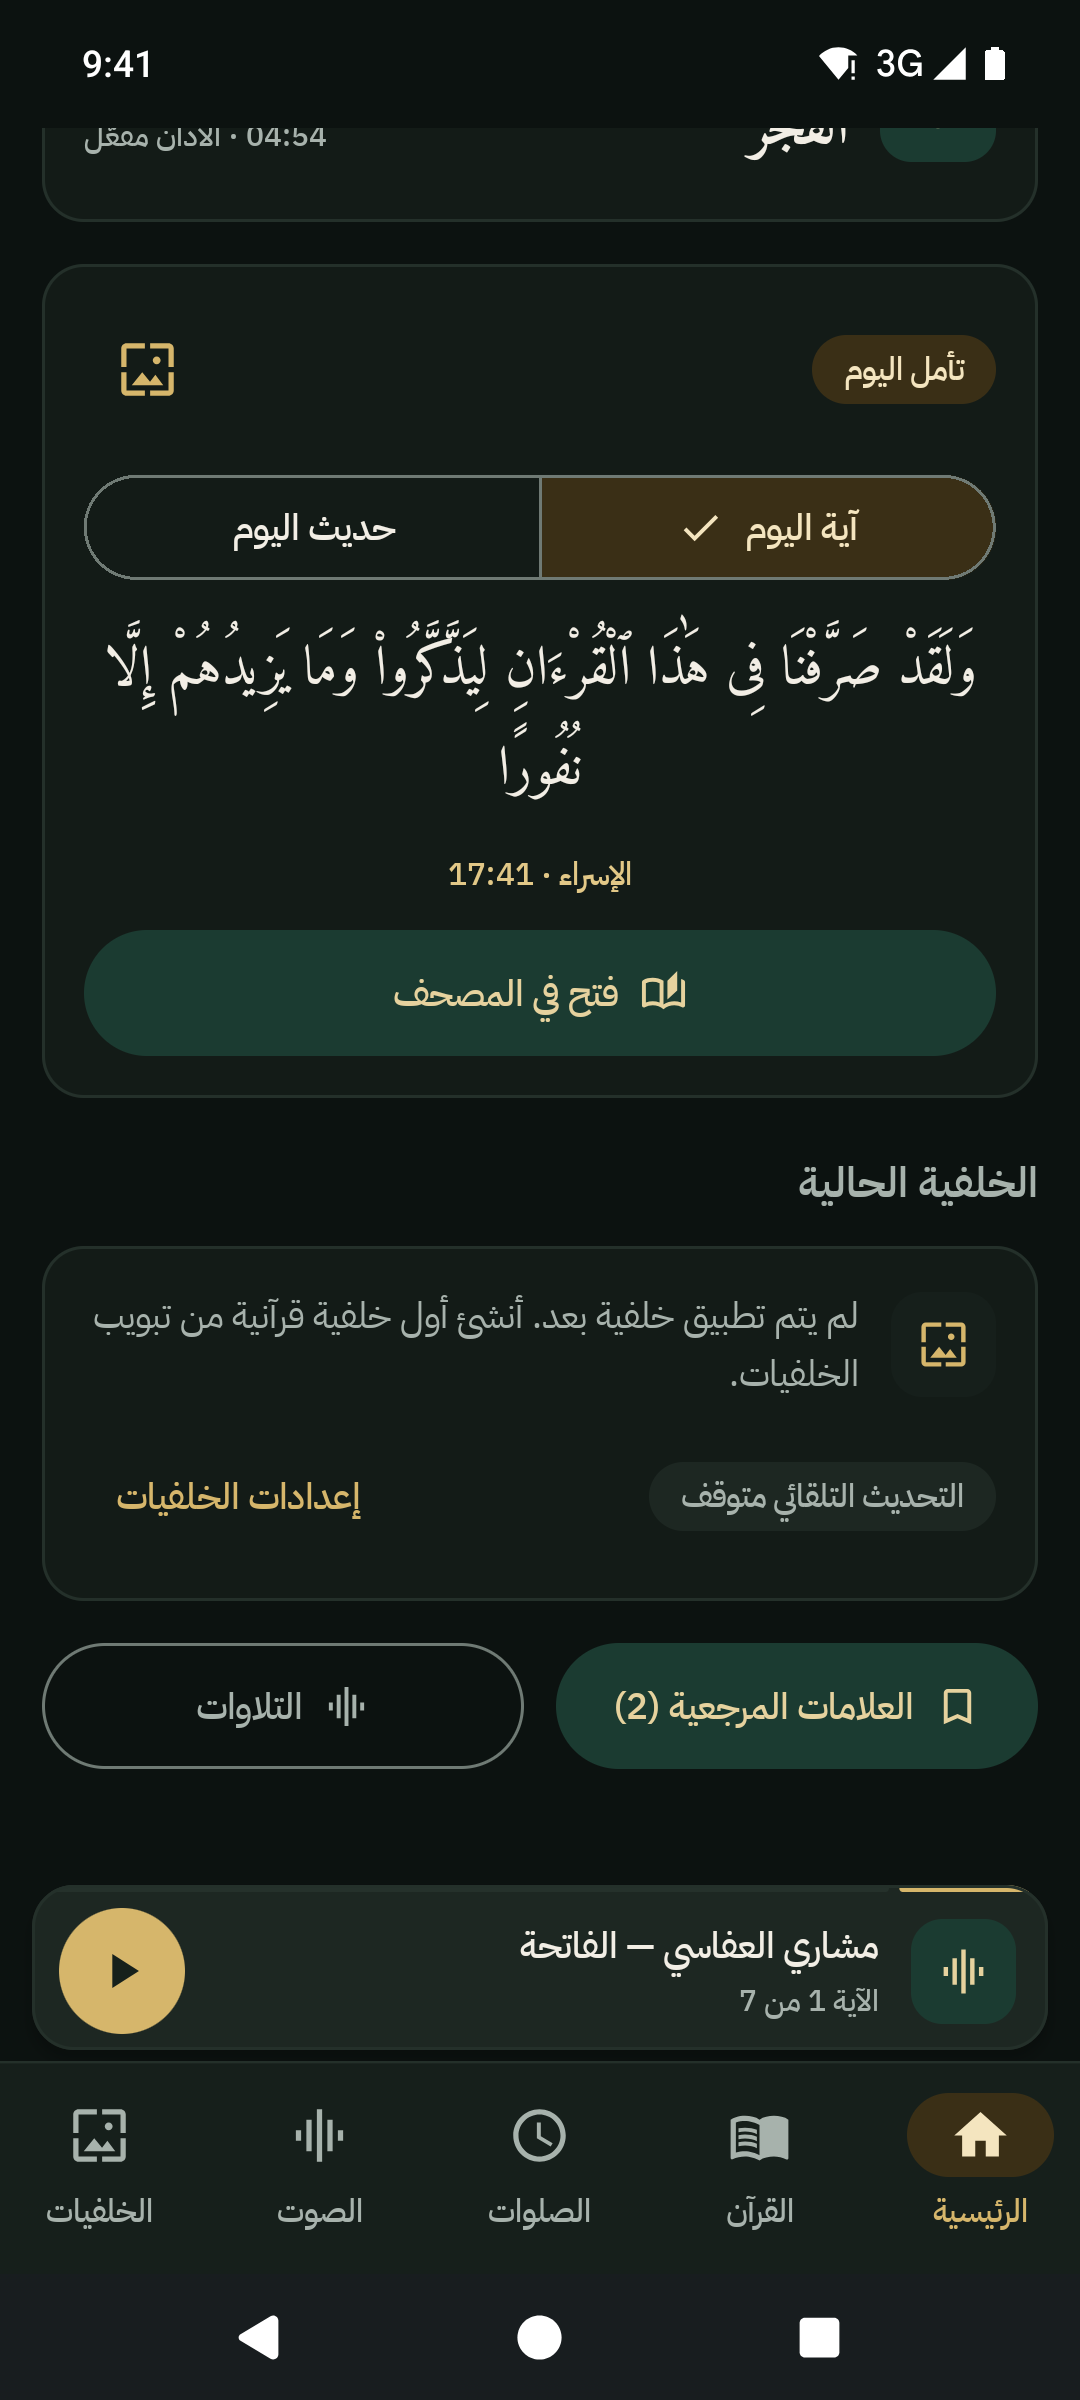 9:41
3G
الفجر
04:54 · الأذان مفعّل
تأمل اليوم
آية اليوم
حديث اليوم
وَلَقَدْ صَرَّفْنَا فِى هَٰذَا ٱلْقُرْءَانِ لِيَذَّكَّرُوا۟ وَمَا يَزِيدُهُمْ إِلَّا
نُفُورًا
الإسراء · 17:41
فتح في المصحف
الخلفية الحالية
لم يتم تطبيق خلفية بعد. أنشئ أول خلفية قرآنية من تبويب
الخلفيات.
التحديث التلقائي متوقف
إعدادات الخلفيات
العلامات المرجعية (2)
التلاوات
مشاري العفاسي — الفاتحة
الآية 1 من 7
الرئيسية
القرآن
الصلوات
الصوت
الخلفيات